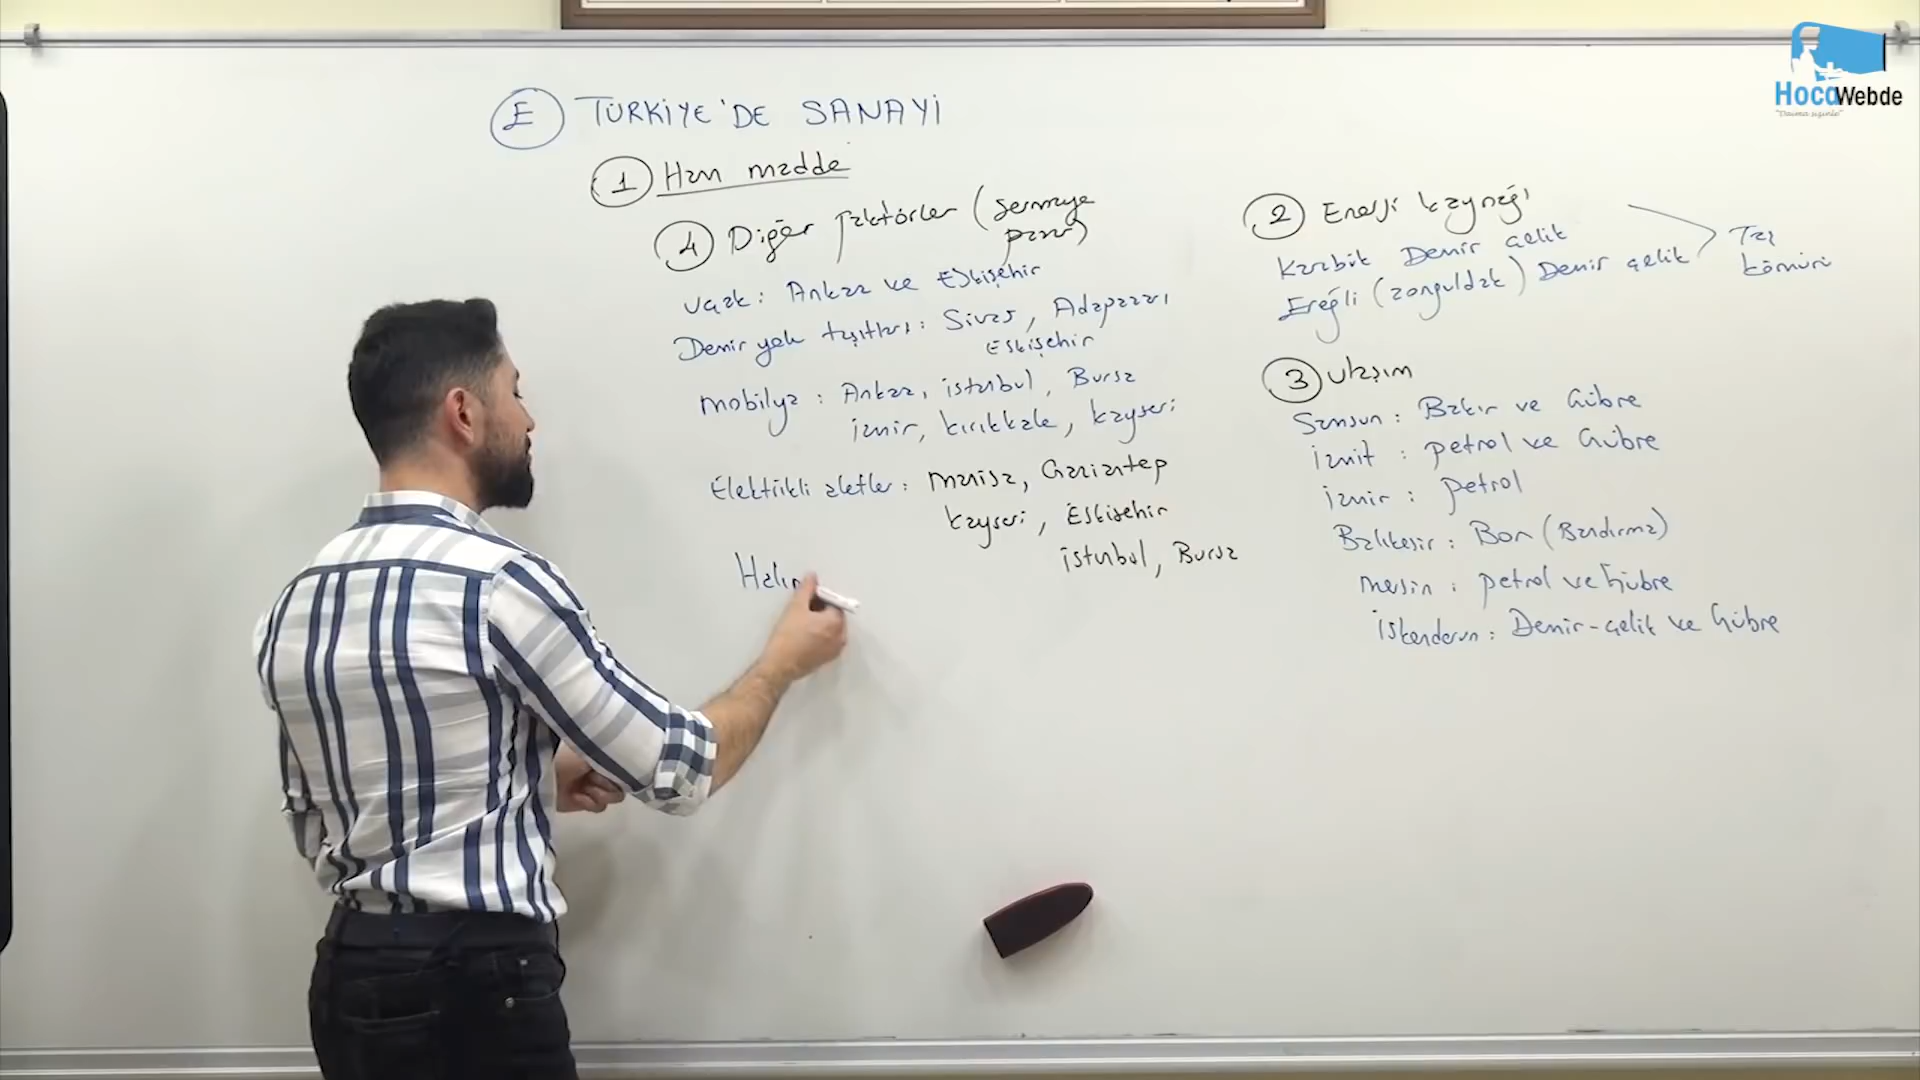 E TÜRKİYE'DE SANAYİ
1 Ham madde
4 Diğer faktörler (sermaye
pazar)
Uçak: Ankara ve Eskişehir
Demir yolu taşıtları: Sivas, Adapazarı
Eskişehir
Mobilya: Ankara, istanbul, Bursa
izmir, kırıkkale, kayseri
Elektirikli aletler: Manisa, Gaziantep
kayseri, Eskişehir
istanbul, Bursa
Halı
2 Enerji kaynağı
Karabük Demir çelik
Ereğli (zonguldak) Demir çelik
Taş
kömürü
3 Ulaşım
Samsun: Bakır ve Gübre
izmit: petrol ve Gübre
izmir: petrol
Balıkesir: Bor (Bandırma)
Mersin: petrol ve Gübre
iskenderun: Demir-çelik ve Gübre
HocaWebde